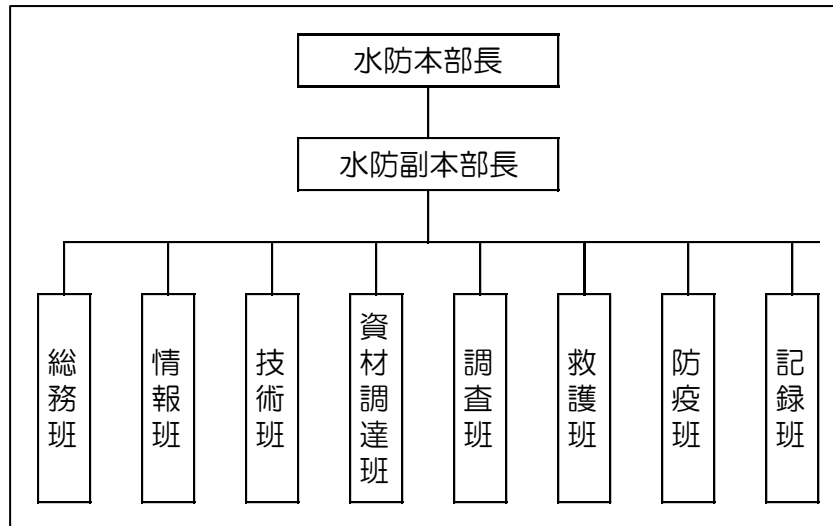 水防本部長
水防副本部長
総務班
情報班
技術班
資材調達班
調査班
救護班
防疫班
記録班